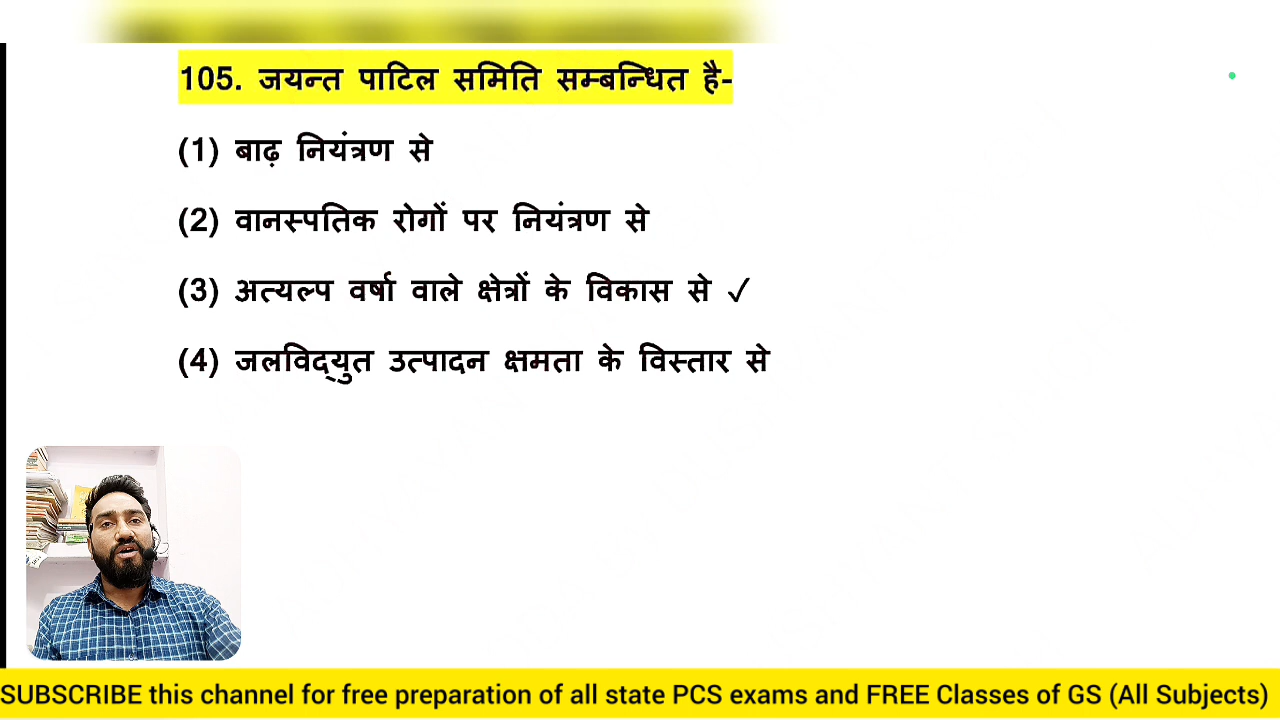 105. जयन्त पाटिल समिति सम्बन्धित है-
(1) बाढ़ नियंत्रण से
(2) वानस्पतिक रोगों पर नियंत्रण से
(3) अत्यल्प वर्षा वाले क्षेत्रों के विकास से ✓
(4) जलविद्युत उत्पादन क्षमता के विस्तार से
SUBSCRIBE this channel for free preparation of all state PCS exams and FREE Classes of GS (All Subjects)